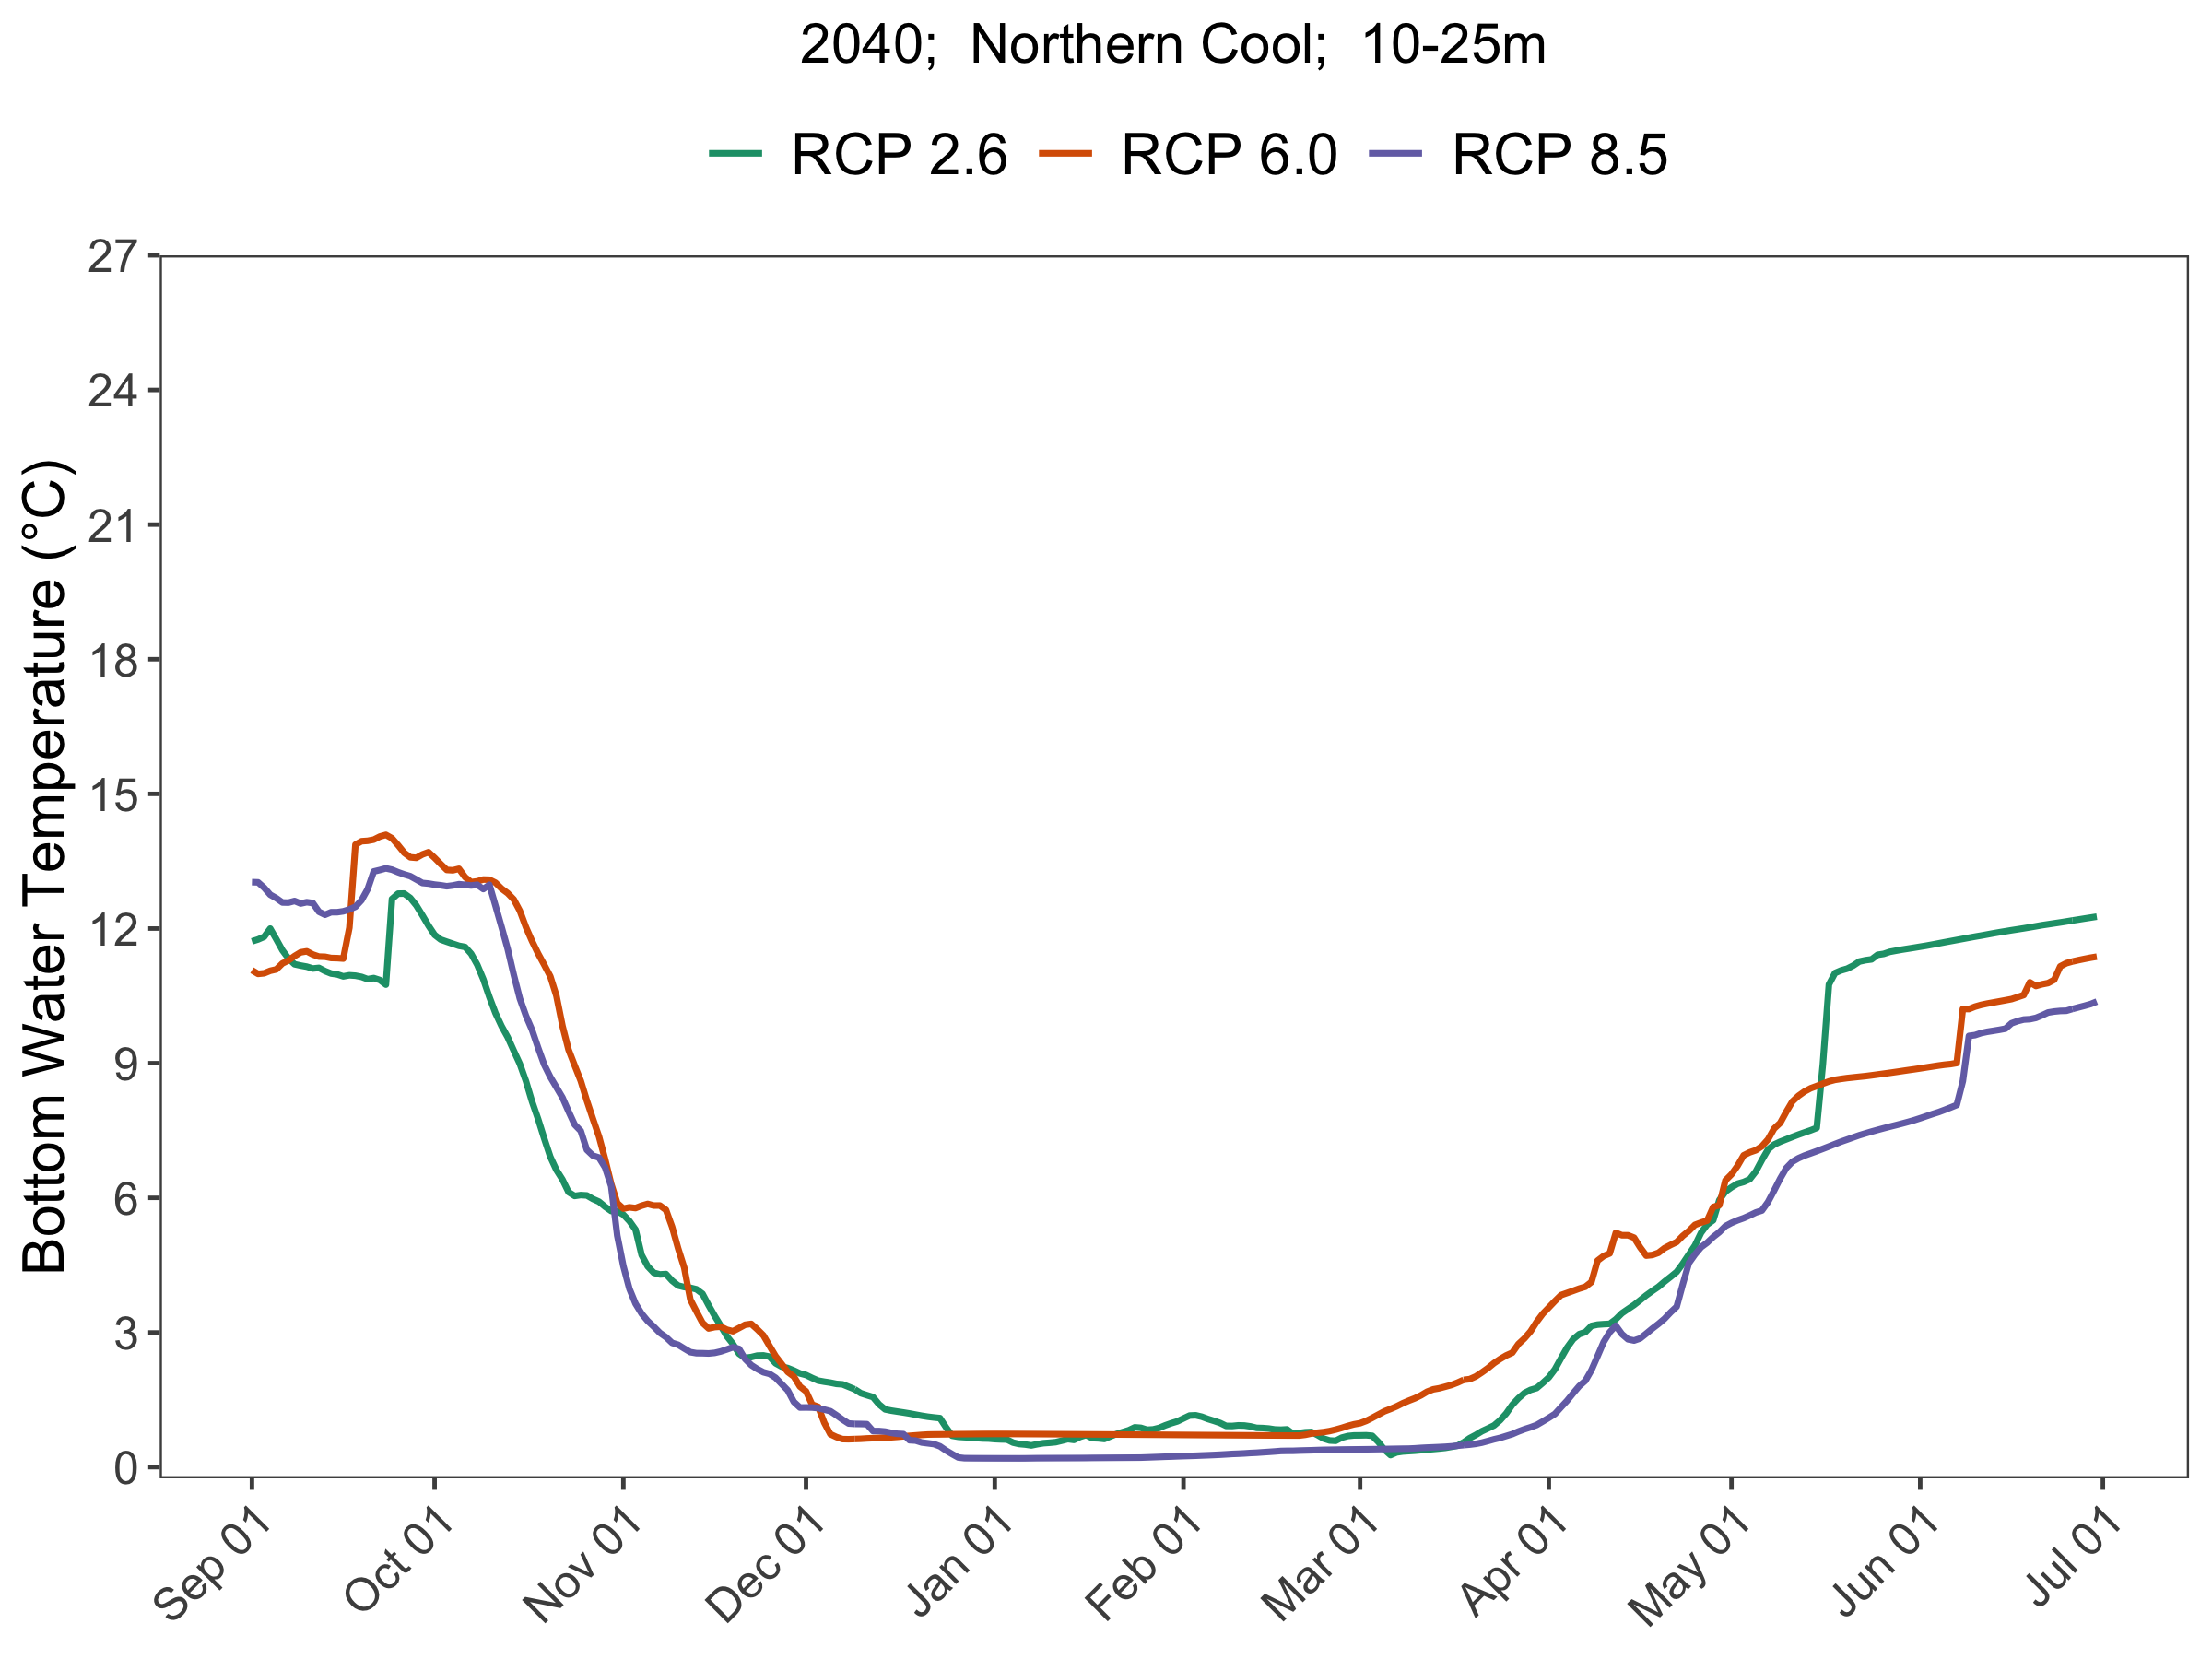 2040;  Northern Cool;  10-25m
RCP 2.6 RCP 6.0 RCP 8.5
Bottom Water Temperature (°C)
27
24
21
18
15
12
9
6
3
0
Sep 01 Oct 01 Nov 01 Dec 01 Jan 01 Feb 01 Mar 01 Apr 01 May 01 Jun 01 Jul 01